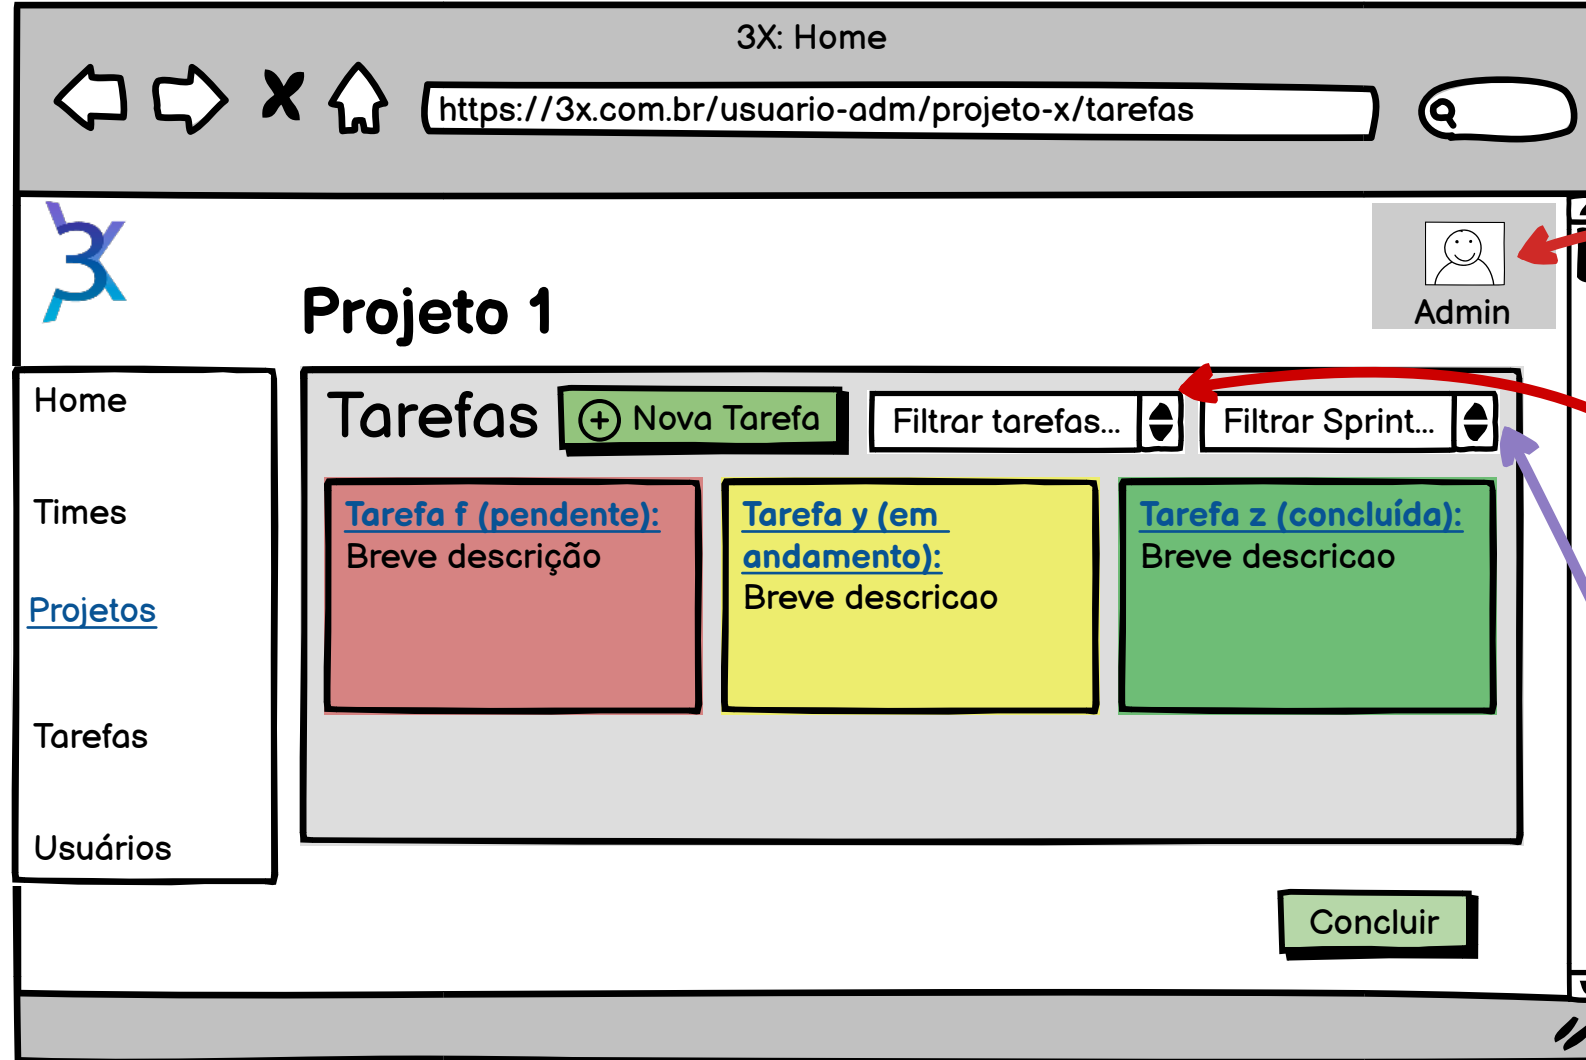 3X: Home
https://3x.com.br/usuario-adm/projeto-x/tarefas
3X
Admin
Projeto 1
Home
Times
Projetos
Tarefas
Usuários
Tarefas
+ Nova Tarefa
Filtrar tarefas...
Filtrar Sprint...
Tarefa f (pendente):
Breve descrição
Tarefa y (em
andamento):
Breve descricao
Tarefa z (concluída):
Breve descricao
Concluir